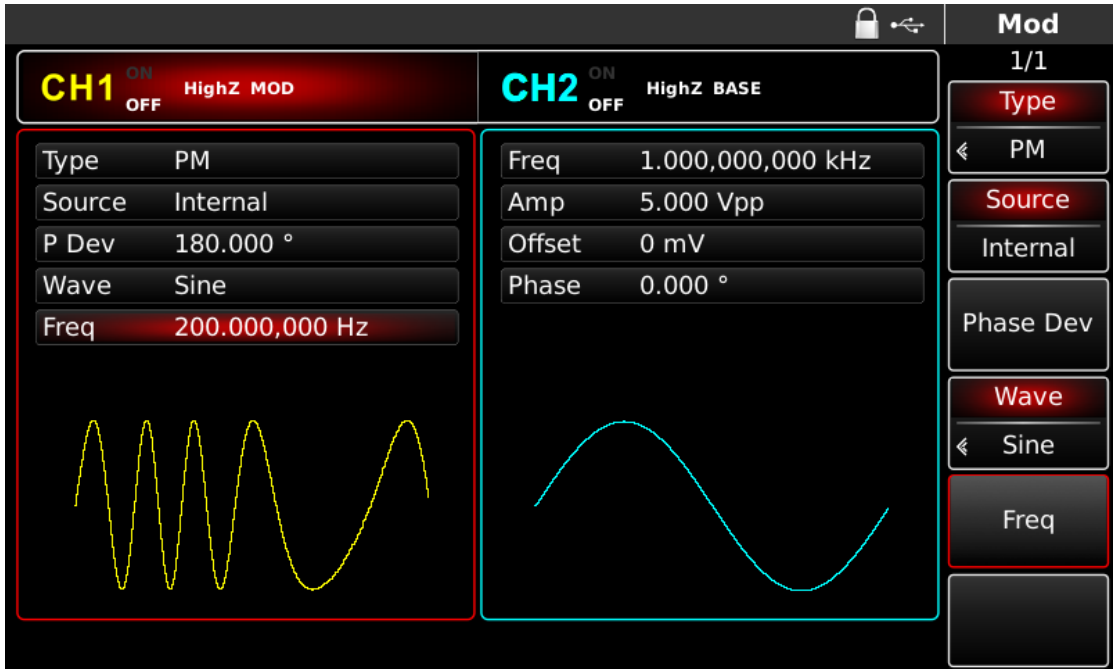 Mod
1/1
CH1 ON OFF HighZ MOD
CH2 ON OFF HighZ BASE
Type PM
Source Internal
P Dev 180.000 °
Wave Sine
Freq 200.000,000 Hz
Freq 1.000,000,000 kHz
Amp 5.000 Vpp
Offset 0 mV
Phase 0.000 °
Type
PM
Source
Internal
Phase Dev
Wave
Sine
Freq